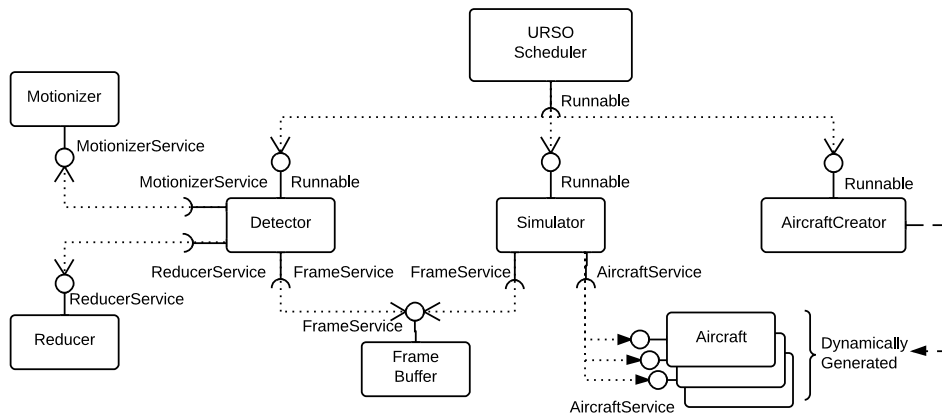 URSO
Scheduler
Runnable
Motionizer
MotionizerService
MotionizerService
Runnable
Runnable
Runnable
Detector
Simulator
AircraftCreator
ReducerService
FrameService
FrameService
AircraftService
ReducerService
FrameService
Reducer
Frame
Buffer
Aircraft
Dynamically
Generated
AircraftService